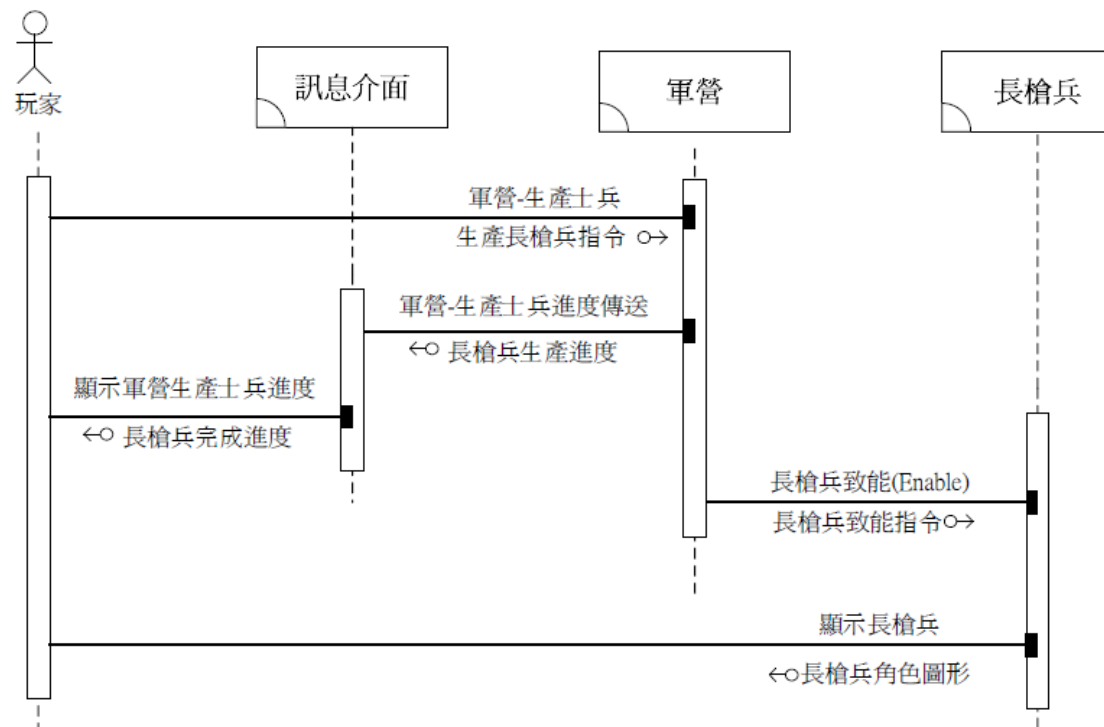 玩家
訊息介面
軍營
長槍兵
軍營-生產士兵
生產長槍兵指令
軍營-生產士兵進度傳送
長槍兵生產進度
顯示軍營生產士兵進度
長槍兵完成進度
長槍兵致能(Enable)
長槍兵致能指令
顯示長槍兵
長槍兵角色圖形